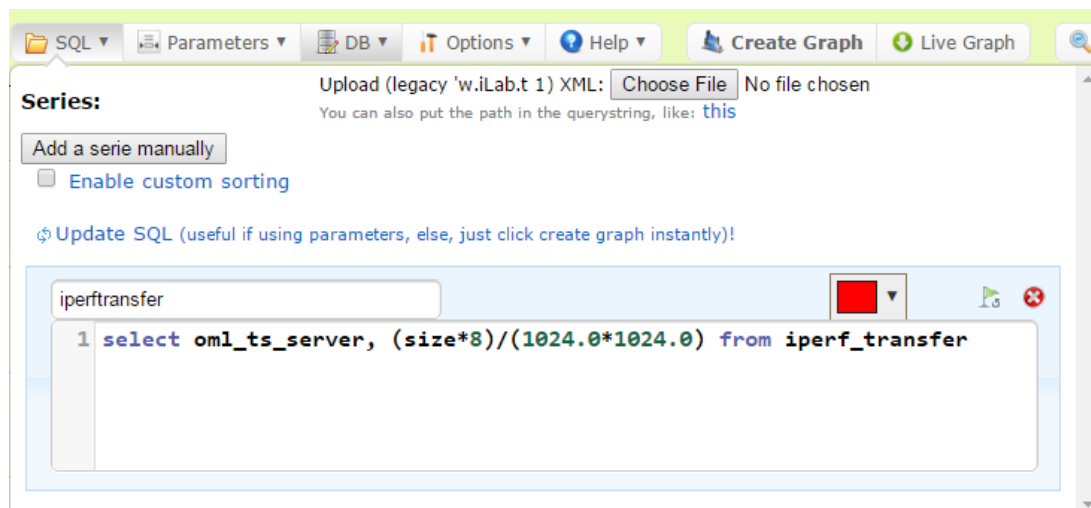 SQL ▼ Parameters ▼ DB ▼ Options ▼ Help ▼ Create Graph Live Graph
Upload (legacy 'w.iLab.t 1) XML: Choose File No file chosen
Series:
You can also put the path in the querystring, like: this
Add a serie manually
Enable custom sorting
Update SQL (useful if using parameters, else, just click create graph instantly)!
iperftransfer
1 select oml_ts_server, (size*8)/(1024.0*1024.0) from iperf_transfer